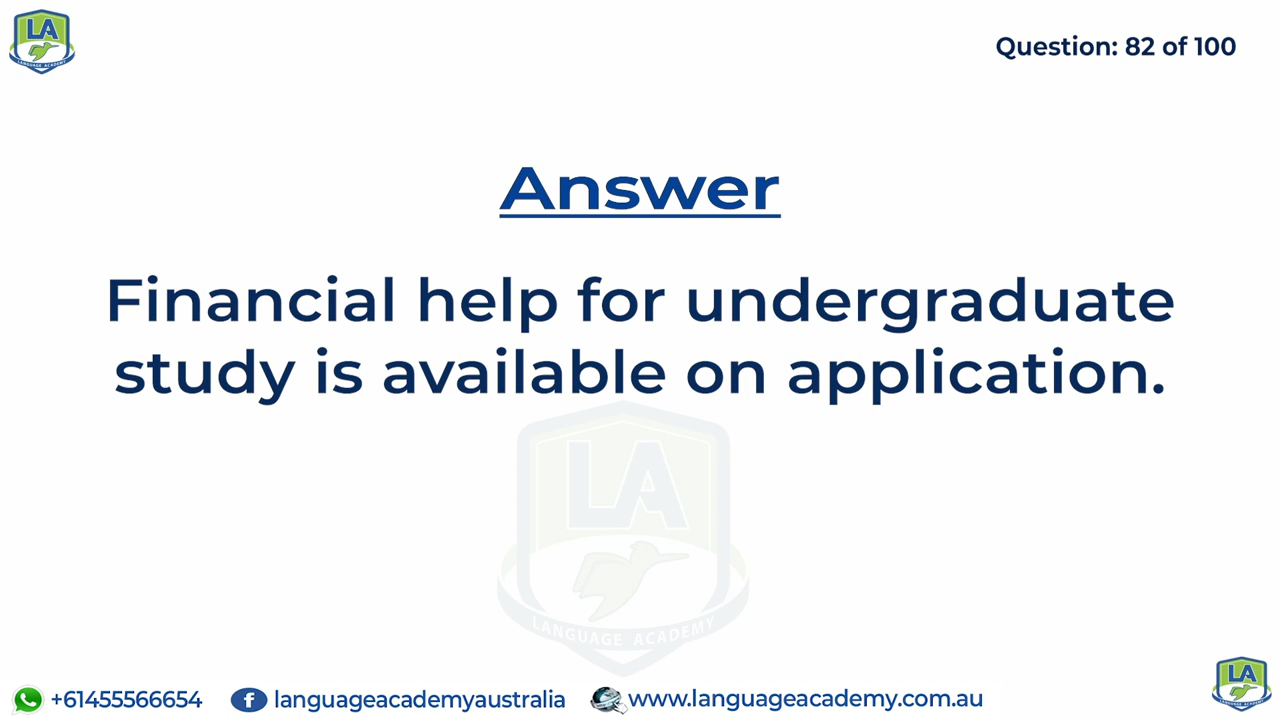 LA
LANGUAGE ACADEMY
Question: 82 of 100
Answer
Financial help for undergraduate
study is available on application.
LA
LANGUAGE ACADEMY
+61455566654
languageacademyaustralia
www.languageacademy.com.au
LA
LANGUAGE ACADEMY